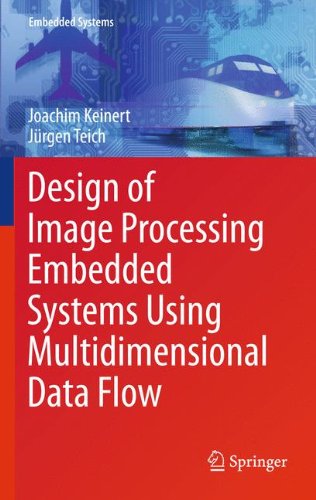 Embedded Systems
Joachim Keinert
Jürgen Teich
Design of
Image Processing
Embedded
Systems Using
Multidimensional
Data Flow
Springer